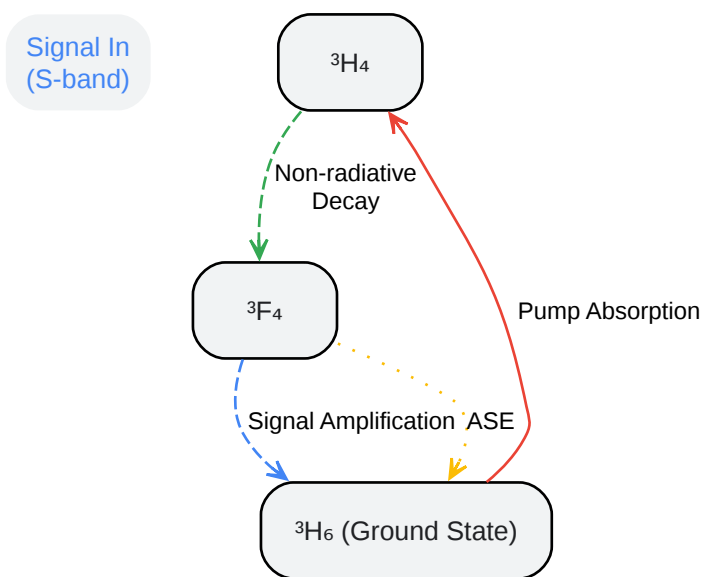 Signal In
(S-band)
³H₄
Non-radiative
Decay
³F₄
Pump Absorption
Signal Amplification
ASE
³H₆ (Ground State)